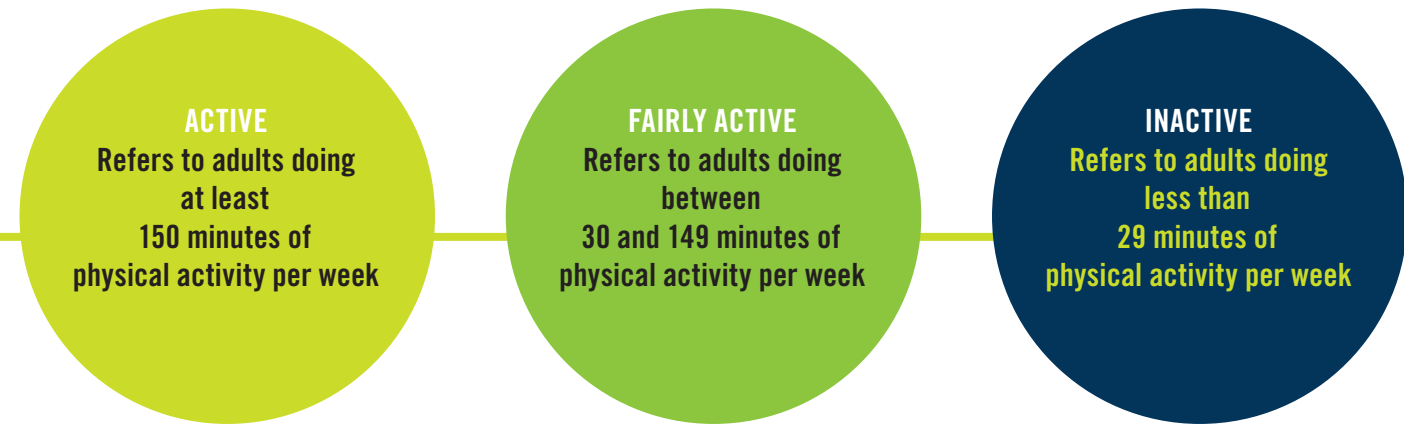 ACTIVE
Refers to adults doing
at least
150 minutes of
physical activity per week
FAIRLY ACTIVE
Refers to adults doing
between
30 and 149 minutes of
physical activity per week
INACTIVE
Refers to adults doing
less than
29 minutes of
physical activity per week